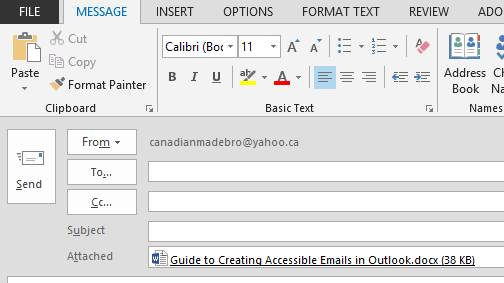 FILE MESSAGE INSERT OPTIONS FORMAT TEXT REVIEW ADO
Cut
Copy
Paste
Format Painter
Clipboard
Calibri (Boc 11 A A
B I U ab A
Basic Text
Address
Book
Ch
Na
Names
Send
From canadianmadebro@yahoo.ca
To...
Cc...
Subject
Attached Guide to Creating Accessible Emails in Outlook.docx (38 KB)